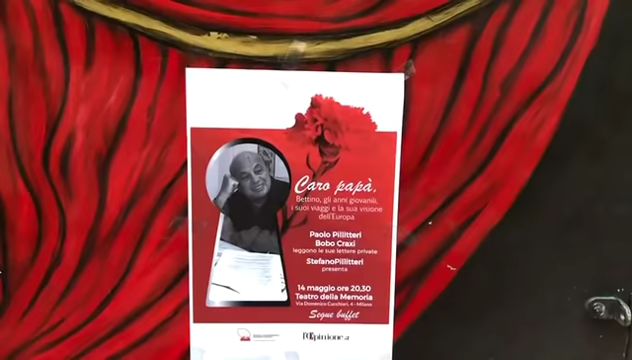 Caro papà,
Bettino, gli anni giovanili,
i suoi viaggi e la sua visione
dell'Europa
Paolo Pillitteri
Bobo Craxi
leggono le sue lettere private
StefanoPillitteri
presenta
14 maggio ore 20,30
Teatro della Memoria
Via Domenico Cucchiari, 4 - Milano
Segue buffet
l'Opinione.it